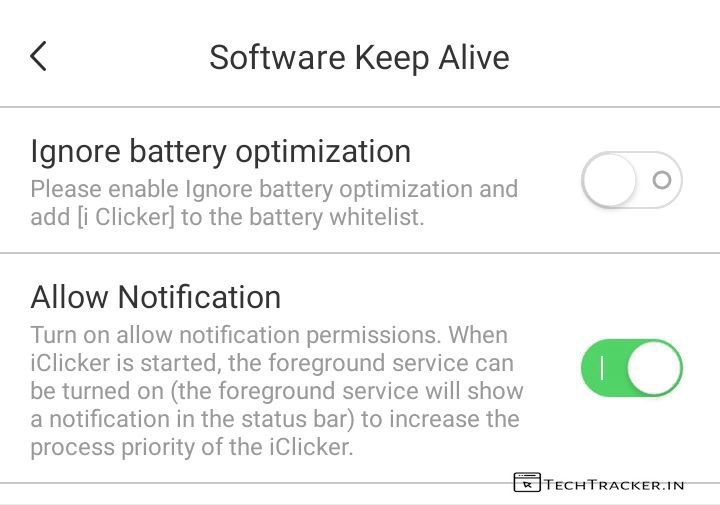 Software Keep Alive
Ignore battery optimization
Please enable Ignore battery optimization and
add [i Clicker] to the battery whitelist.
Allow Notification
Turn on allow notification permissions. When
iClicker is started, the foreground service can
be turned on (the foreground service will show
a notification in the status bar) to increase the
process priority of the iClicker.
TECHTRACKER.IN